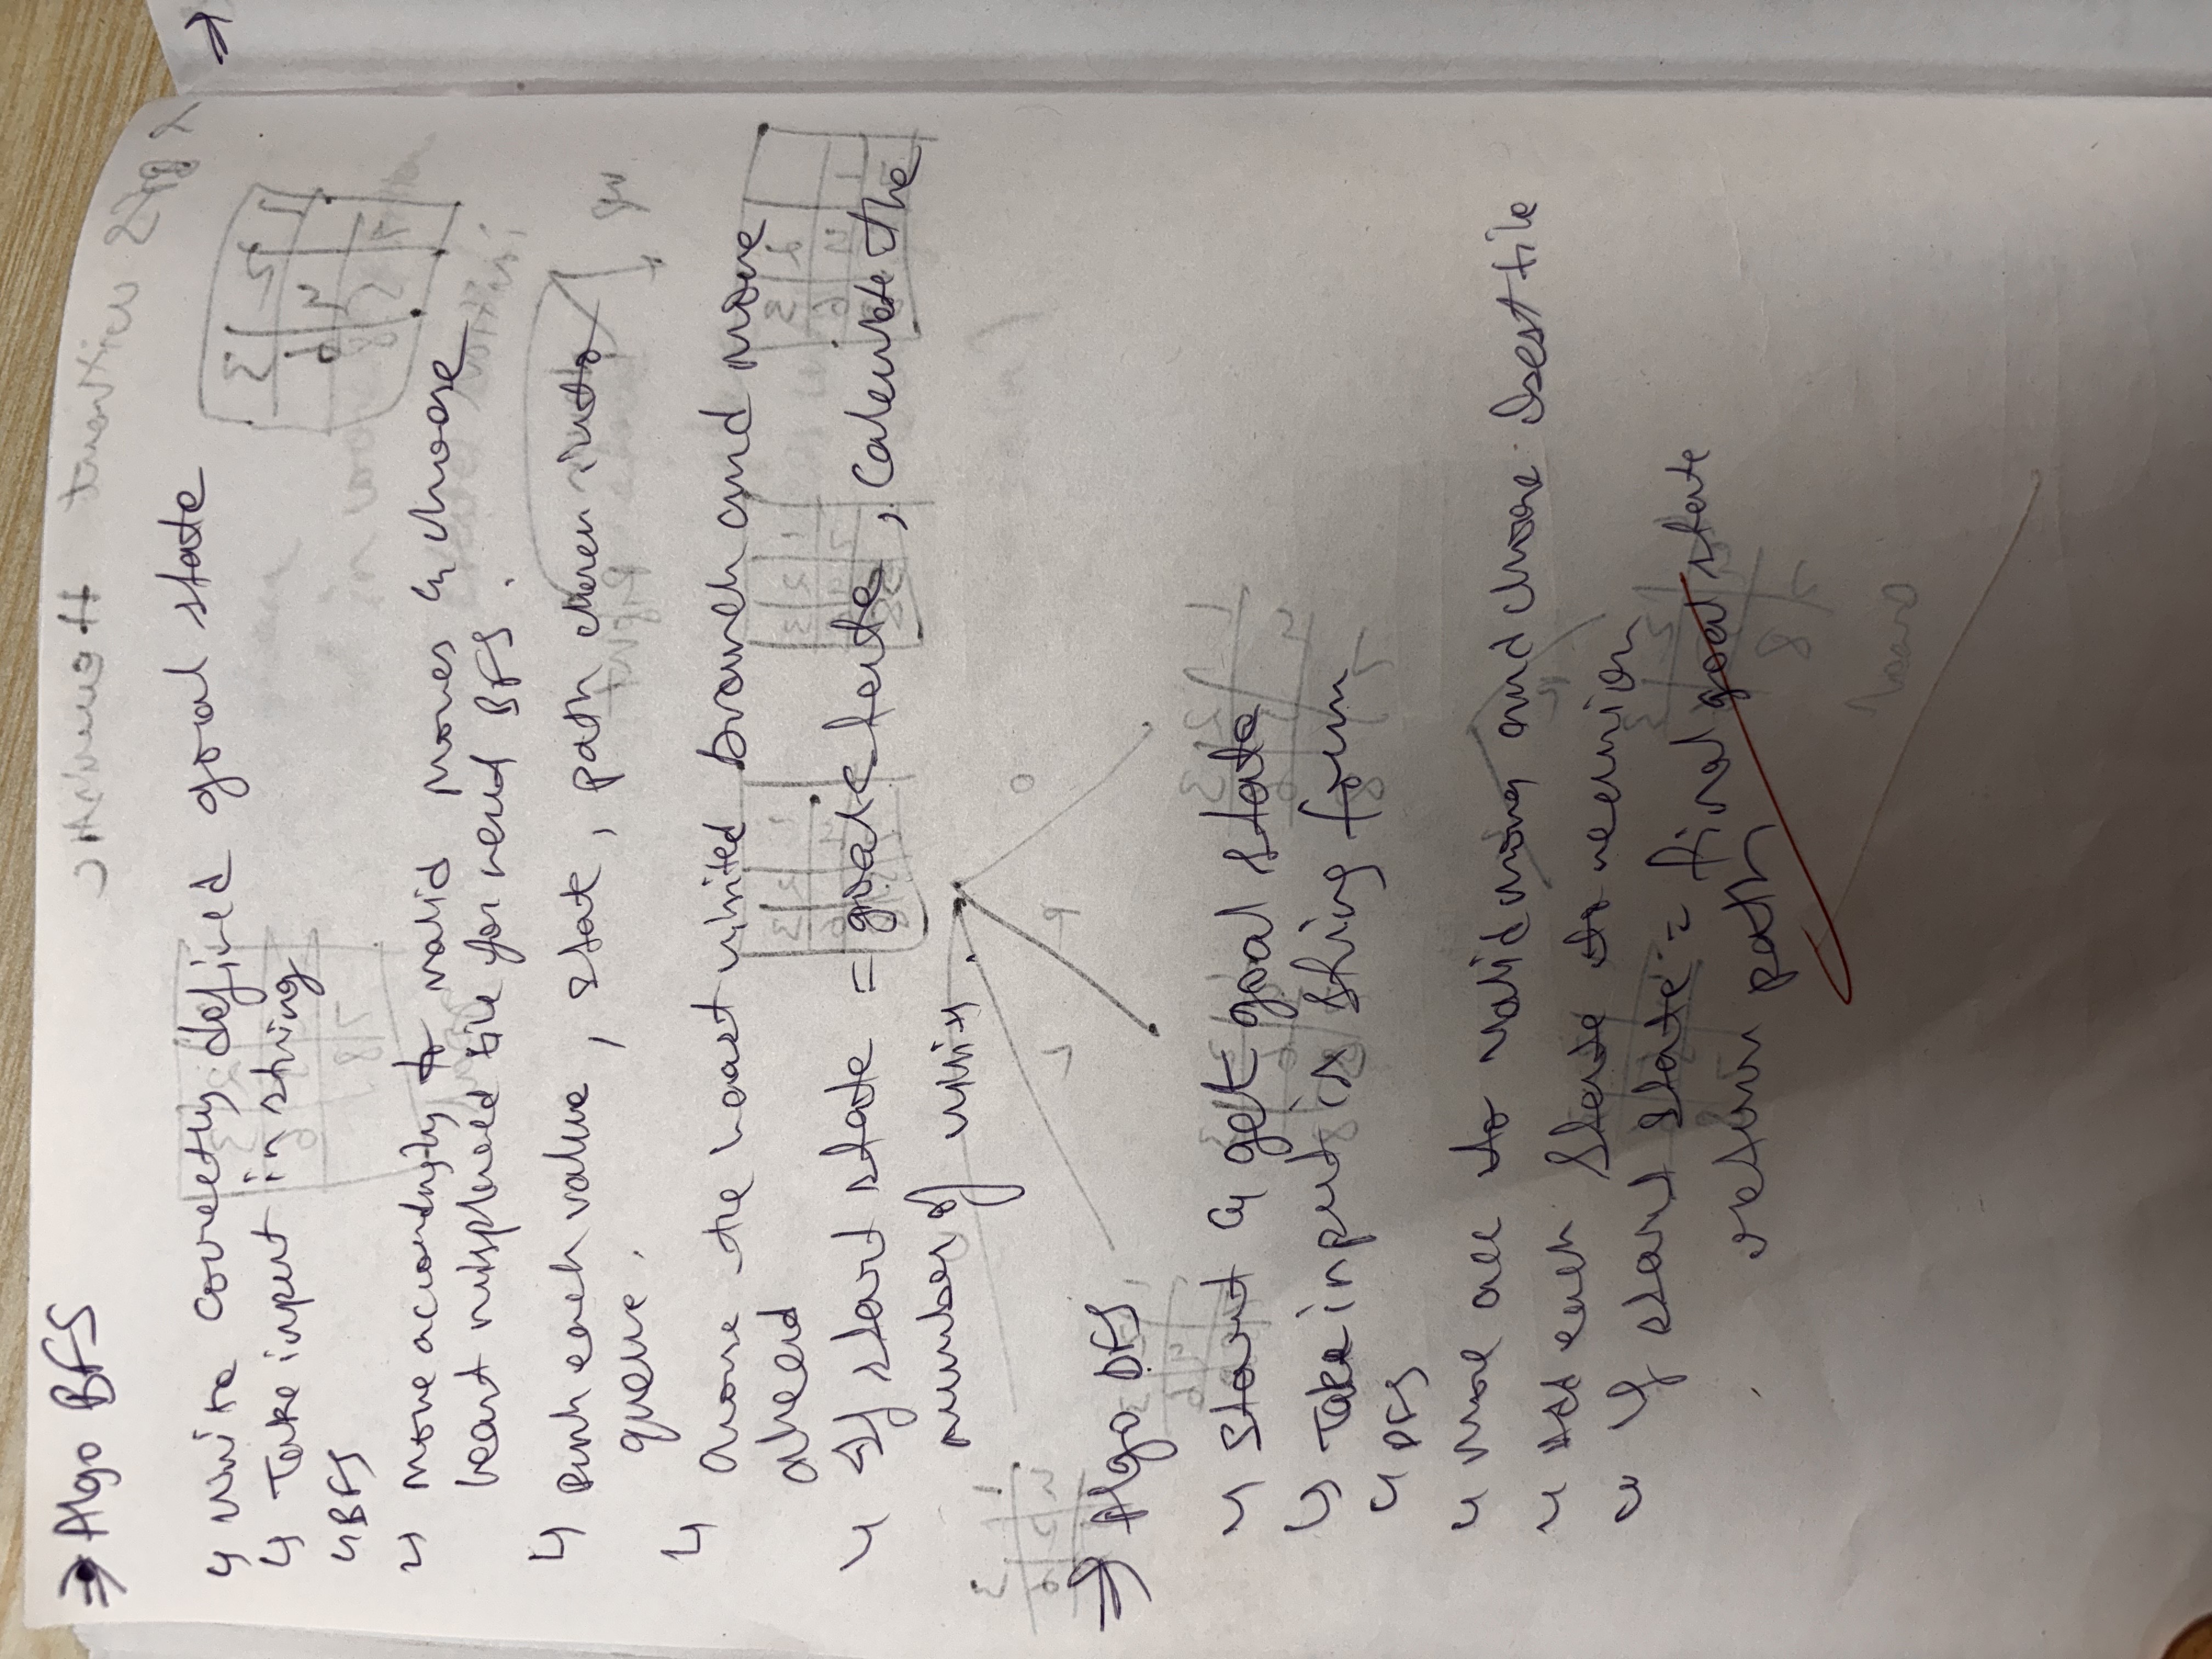 ⇒ Algo BFS
↳ Write correctly defined goal state
↳ Take input in string
↳ BFS
↳ Move accordingly to valid moves & choose
least misplaced tile for next BFS.
↳ Push each value, state, path chosen into
queue.
↳ Choose the least visited branch and move
ahead
↳ If start state = goal state, calculate the
number of visits.
⇒ Algo DFS
↳ Start & get goal state
↳ Take input in string form
↳ DFS
↳ Move acc to valid moves and choose best tile
↳ Add each state to
↳ If start state = final goal state
return path